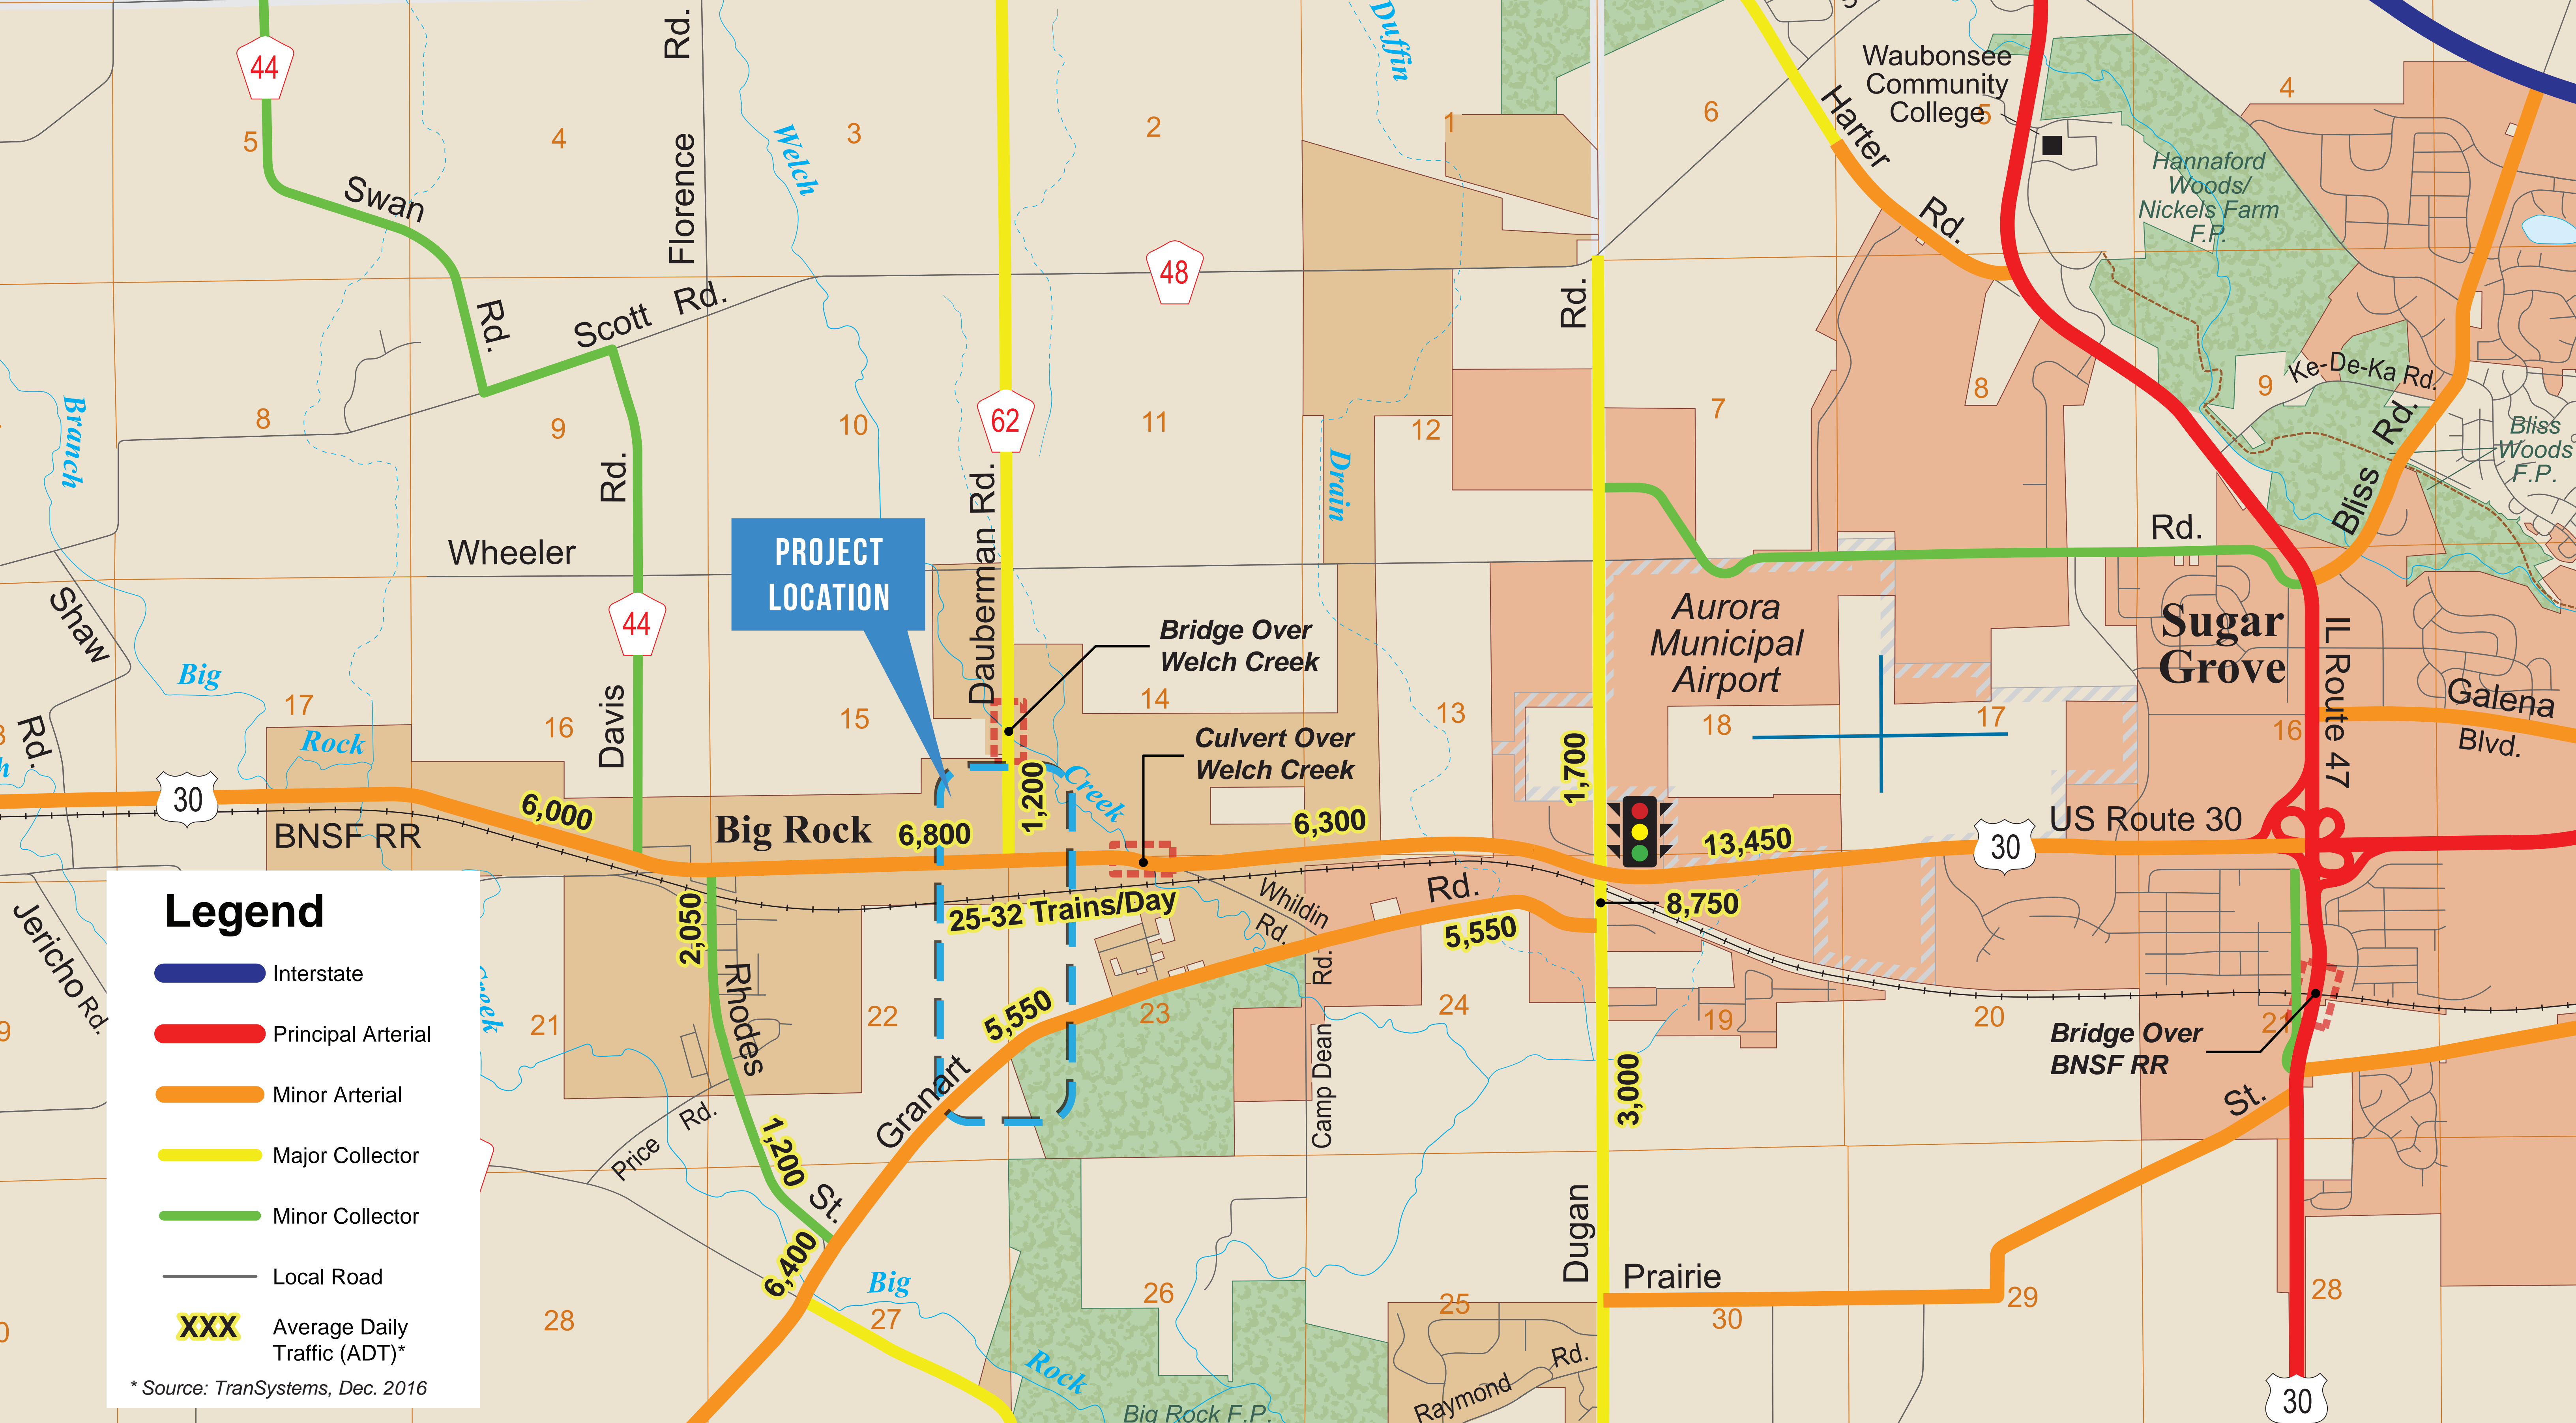 44
5
4
Rd.
Florence
Welch
3
2
Duffin
1
6
Harter
Rd.
Waubonsee
Community
College
5
4
Hannaford
Woods/
Nickels Farm
F.P.
Swan
Rd.
Scott Rd.
48
Rd.
Ke-De-Ka Rd.
Branch
8
9
Rd.
10
62
11
12
7
8
9
Bliss Rd.
Bliss
Woods
F.P.
Drain
Rd.
Wheeler
PROJECT
LOCATION
Dauberman Rd.
Shaw
Rd.
44
Davis
Bridge Over
Welch Creek
Aurora
Municipal
Airport
Sugar
Grove
IL Route 47
Big
Rock
17
16
15
14
13
18
17
16
Galena
Blvd.
Culvert Over
Welch Creek
Creek
1,200
1,700
30
6,000
BNSF RR
Big Rock
6,800
6,300
13,450
30
US Route 30
25-32 Trains/Day
Whildin
Rd.
Rd.
5,550
8,750
2,050
Rhodes
St.
Jericho Rd.
9
Creek
21
22
5,550
23
24
19
20
21
Granart
Camp Dean
Rd.
3,000
Bridge Over
BNSF RR
St.
Price Rd.
1,200
6,400
Big
Rock
28
27
26
25
30
29
28
Dugan
Prairie
Raymond Rd.
Big Rock F.P.
30
Legend
Interstate
Principal Arterial
Minor Arterial
Major Collector
Minor Collector
Local Road
XXX
Average Daily
Traffic (ADT)*
* Source: TranSystems, Dec. 2016